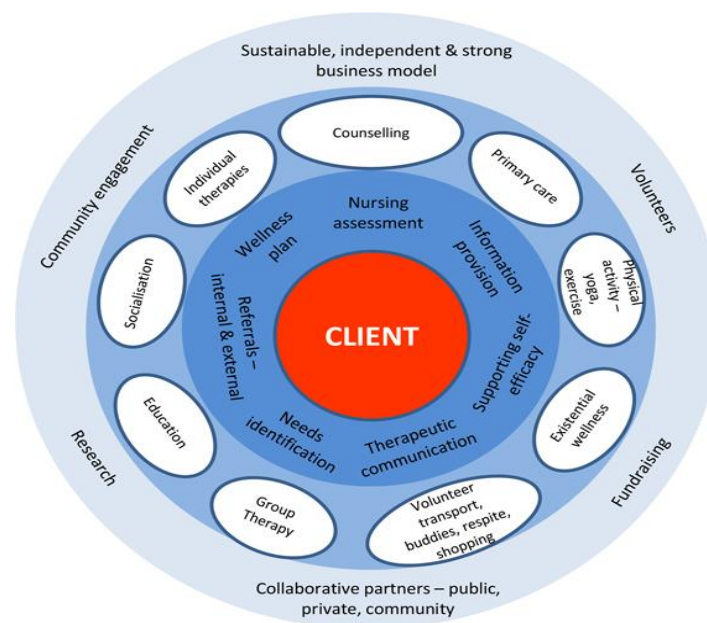 Sustainable, independent & strong
business model
Community engagement
Volunteers
Research
Fundraising
Collaborative partners – public,
private, community
Counselling
Individual
therapies
Primary care
Socialisation
Physical
activity –
yoga,
exercise
Education
Existential
wellness
Group
Therapy
Volunteer
transport,
buddies, respite,
shopping
Nursing
assessment
Wellness
plan
Information
provision
Referrals –
internal & external
Supporting self-
efficacy
Needs
identification
Therapeutic
communication
CLIENT